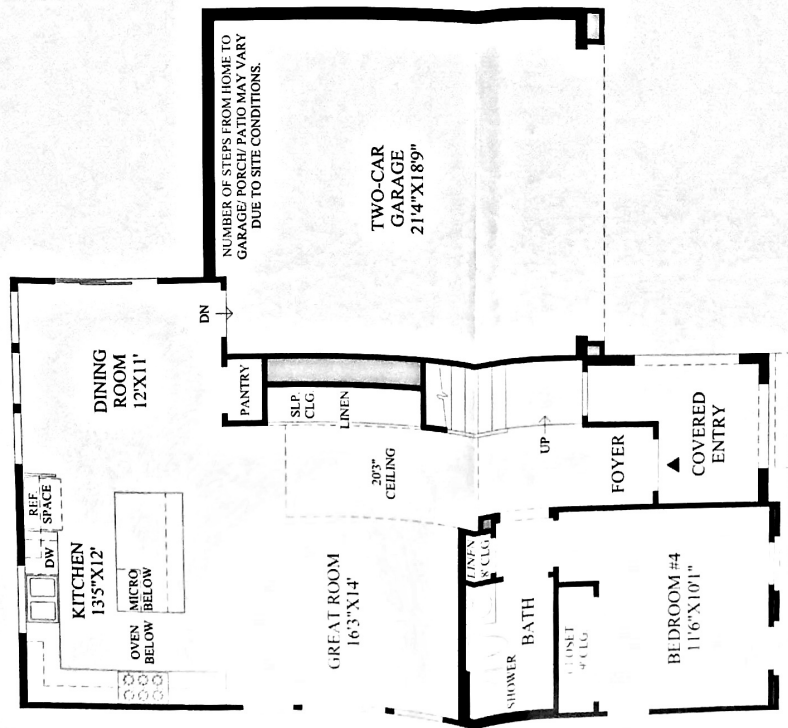 NUMBER OF STEPS FROM HOME TO
GARAGE/ PORCH/ PATIO MAY VARY
DUE TO SITE CONDITIONS.
TWO-CAR
GARAGE
21'4"X18'9"
DN
DINING
ROOM
12'X11'
PANTRY
SLP.
CLG.
LINEN
REF.
SPACE
DW
KITCHEN
13'5"X12'
MICRO
BELOW
OVEN
BELOW
20'3"
CEILING
GREAT ROOM
16'3"X14'
UP
FOYER
COVERED
ENTRY
LINEN
8' CLG
BATH
SHOWER
CLOSET
9' CLG
BEDROOM #4
11'6"X10'1"